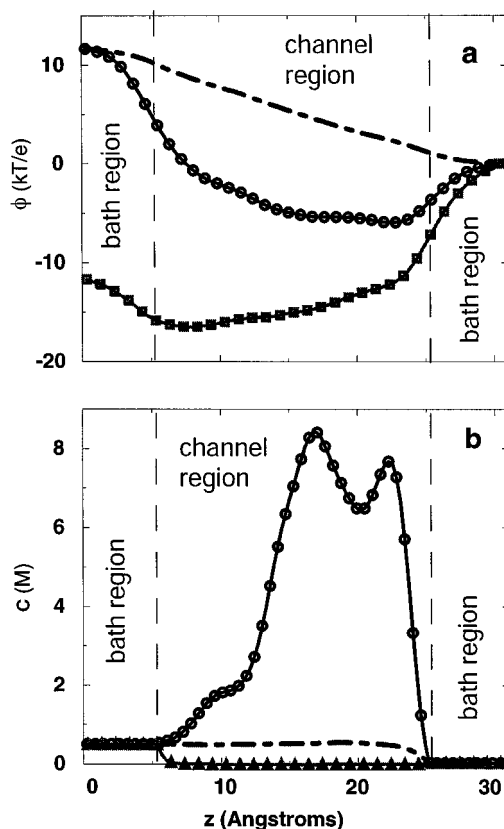 10
0
-10
-20
ϕ (kT/e)
bath region
channel
region
a
bath region
8
6
4
2
0
c (M)
bath region
channel
region
b
bath region
0 10 20 30
z (Angstroms)